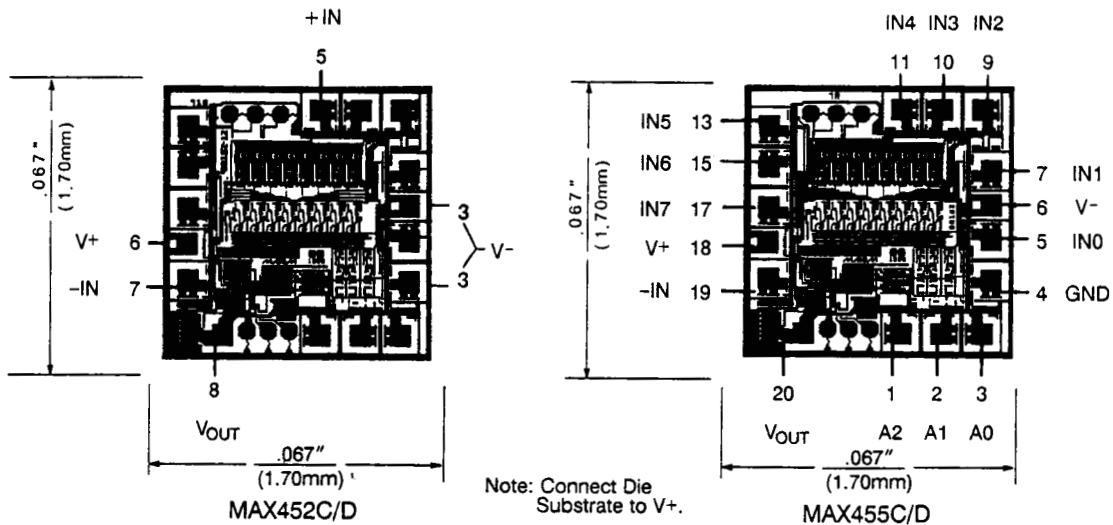 +IN
5
.067"
(1.70mm)
V+ 6
-IN 7
3
3
V-
8
VOUT
.067"
(1.70mm)
MAX452C/D
Note: Connect Die
Substrate to V+.
IN4 IN3 IN2
11 10 9
.067"
(1.70mm)
IN5 13
IN6 15
IN7 17
V+ 18
-IN 19
7 IN1
6 V-
5 IN0
4 GND
20 1 2 3
VOUT A2 A1 A0
.067"
(1.70mm)
MAX455C/D